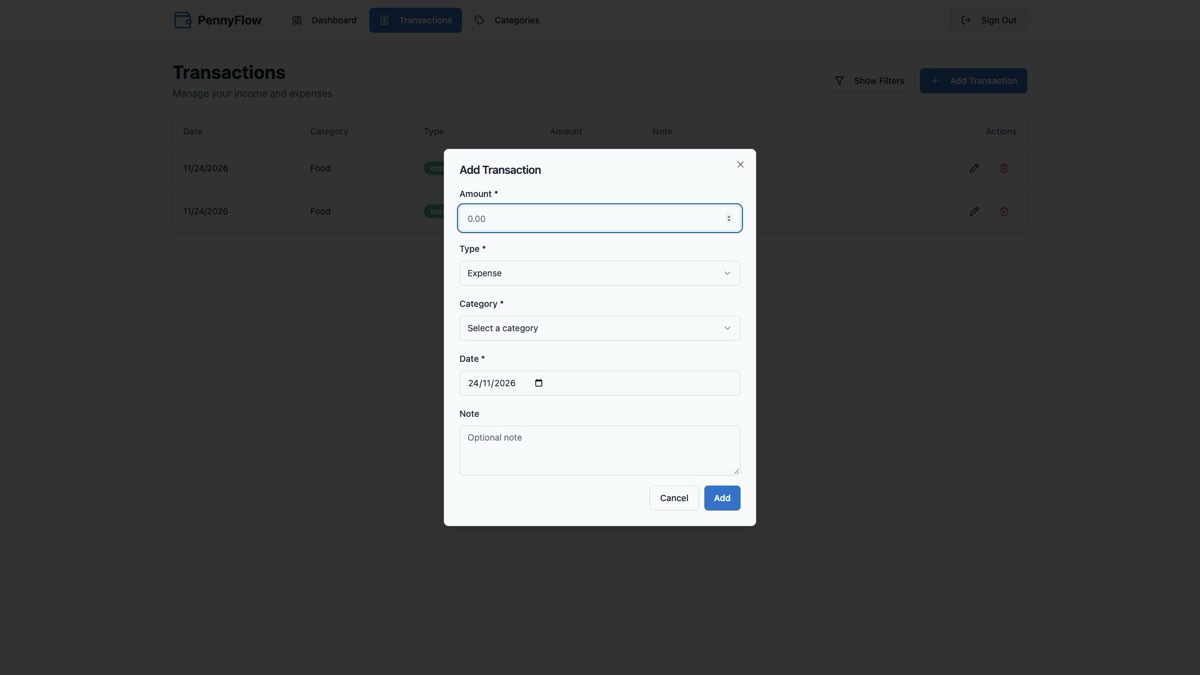 PennyFlow Dashboard Transactions Categories Sign Out
Transactions
Manage your income and expenses
Show Filters Add Transaction
Date Category Type Amount Note Actions
11/24/2026 Food
11/24/2026 Food
Add Transaction
Amount *
0.00
Type *
Expense
Category *
Select a category
Date *
24/11/2026
Note
Optional note
Cancel Add